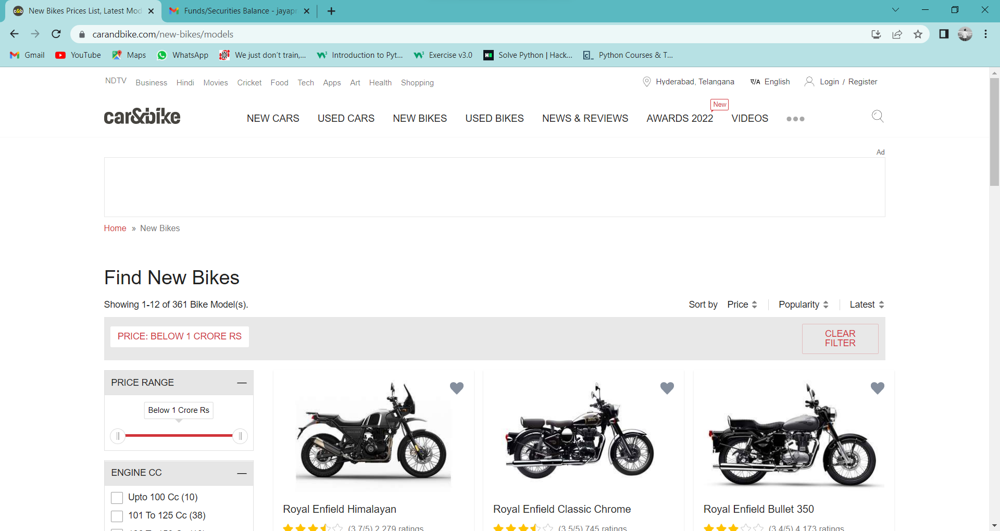 New Bikes Prices List, Latest Mod
Funds/Securities Balance - jayapr
carandbike.com/new-bikes/models
Gmail YouTube Maps WhatsApp We just don't train,... Introduction to Pyt... Exercise v3.0 Solve Python | Hack... Python Courses & T...
NDTV Business Hindi Movies Cricket Food Tech Apps Art Health Shopping
Hyderabad, Telangana English Login / Register
car&bike
NEW CARS USED CARS NEW BIKES USED BIKES NEWS & REVIEWS AWARDS 2022 New VIDEOS
Ad
Home » New Bikes
Find New Bikes
Showing 1-12 of 361 Bike Model(s).
Sort by Price Popularity Latest
PRICE: BELOW 1 CRORE RS
CLEAR
FILTER
PRICE RANGE
Below 1 Crore Rs
ENGINE CC
Upto 100 Cc (10)
101 To 125 Cc (38)
Royal Enfield Himalayan
(3.7/5) 2,279 ratings
Royal Enfield Classic Chrome
(3.5/5) 745 ratings
Royal Enfield Bullet 350
(3.4/5) 4,173 ratings